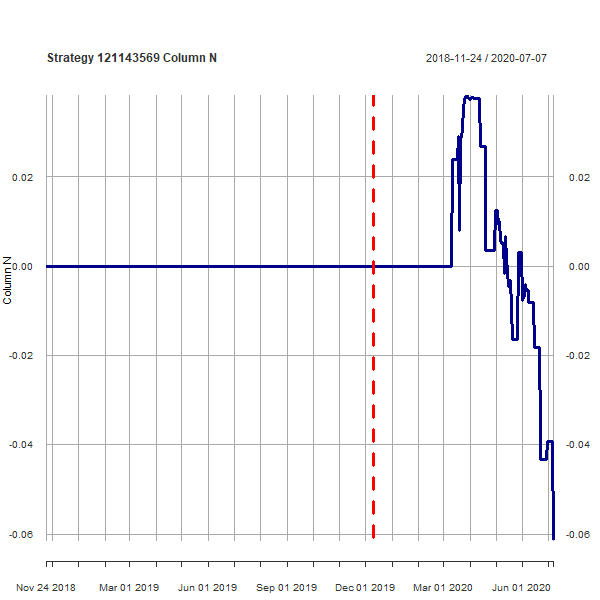 Strategy 121143569 Column N
2018-11-24 / 2020-07-07
0.02
0.02
0.00
0.00
-0.02
-0.02
-0.04
-0.04
-0.06
-0.06
Column N
Nov 24 2018
Mar 01 2019
Jun 01 2019
Sep 01 2019
Dec 01 2019
Mar 01 2020
Jun 01 2020